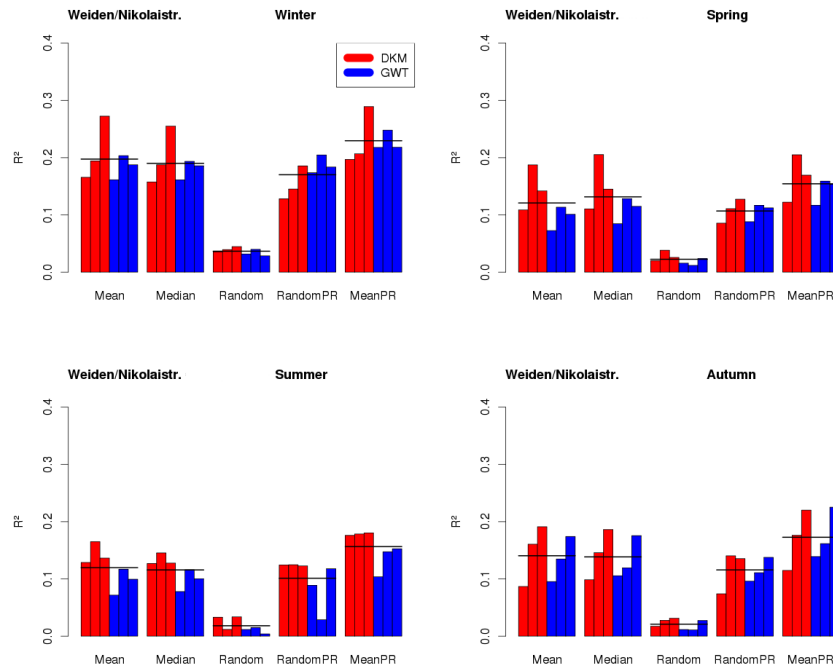 Weiden/Nikolaistr. Winter
0.4
0.3
0.2
0.1
0.0
R²
DKM
GWT
Mean Median Random RandomPR MeanPR
Weiden/Nikolaistr. Spring
0.4
0.3
0.2
0.1
0.0
R²
Mean Median Random RandomPR MeanPR
Weiden/Nikolaistr. Summer
0.4
0.3
0.2
0.1
0.0
R²
Mean Median Random RandomPR MeanPR
Weiden/Nikolaistr. Autumn
0.4
0.3
0.2
0.1
0.0
R²
Mean Median Random RandomPR MeanPR